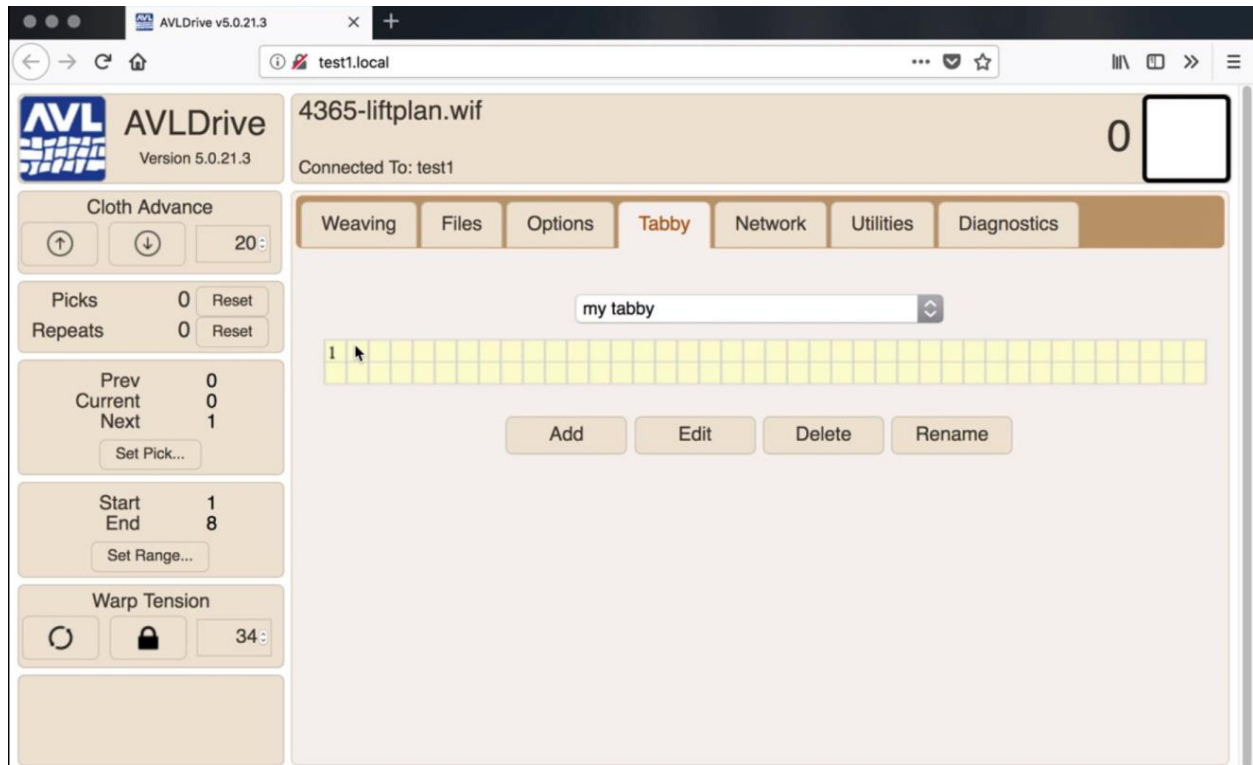 AVLDrive v5.0.21.3
test1.local
AVL
AVLDrive
Version 5.0.21.3
4365-liftplan.wif
Connected To: test1
0
Cloth Advance
20
Picks 0 Reset
Repeats 0 Reset
Prev 0
Current 0
Next 1
Set Pick...
Start 1
End 8
Set Range...
Warp Tension
34
Weaving Files Options Tabby Network Utilities Diagnostics
my tabby
1
Add Edit Delete Rename